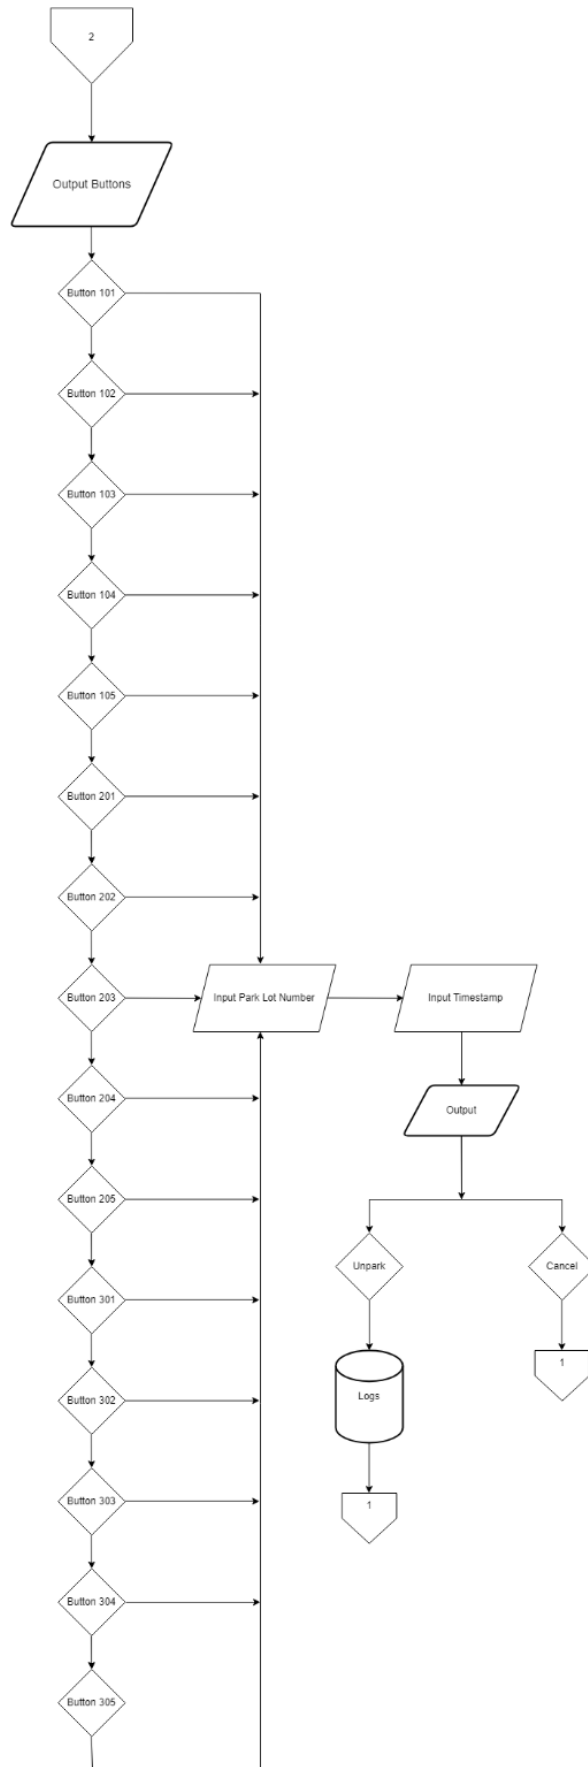 2
Output Buttons
Button 101
Button 102
Button 103
Button 104
Button 105
Button 201
Button 202
Button 203
Input Park Lot Number
Input Timestamp
Button 204
Output
Button 205
Unpark
Cancel
Button 301
1
Button 302
Logs
Button 303
1
Button 304
Button 305